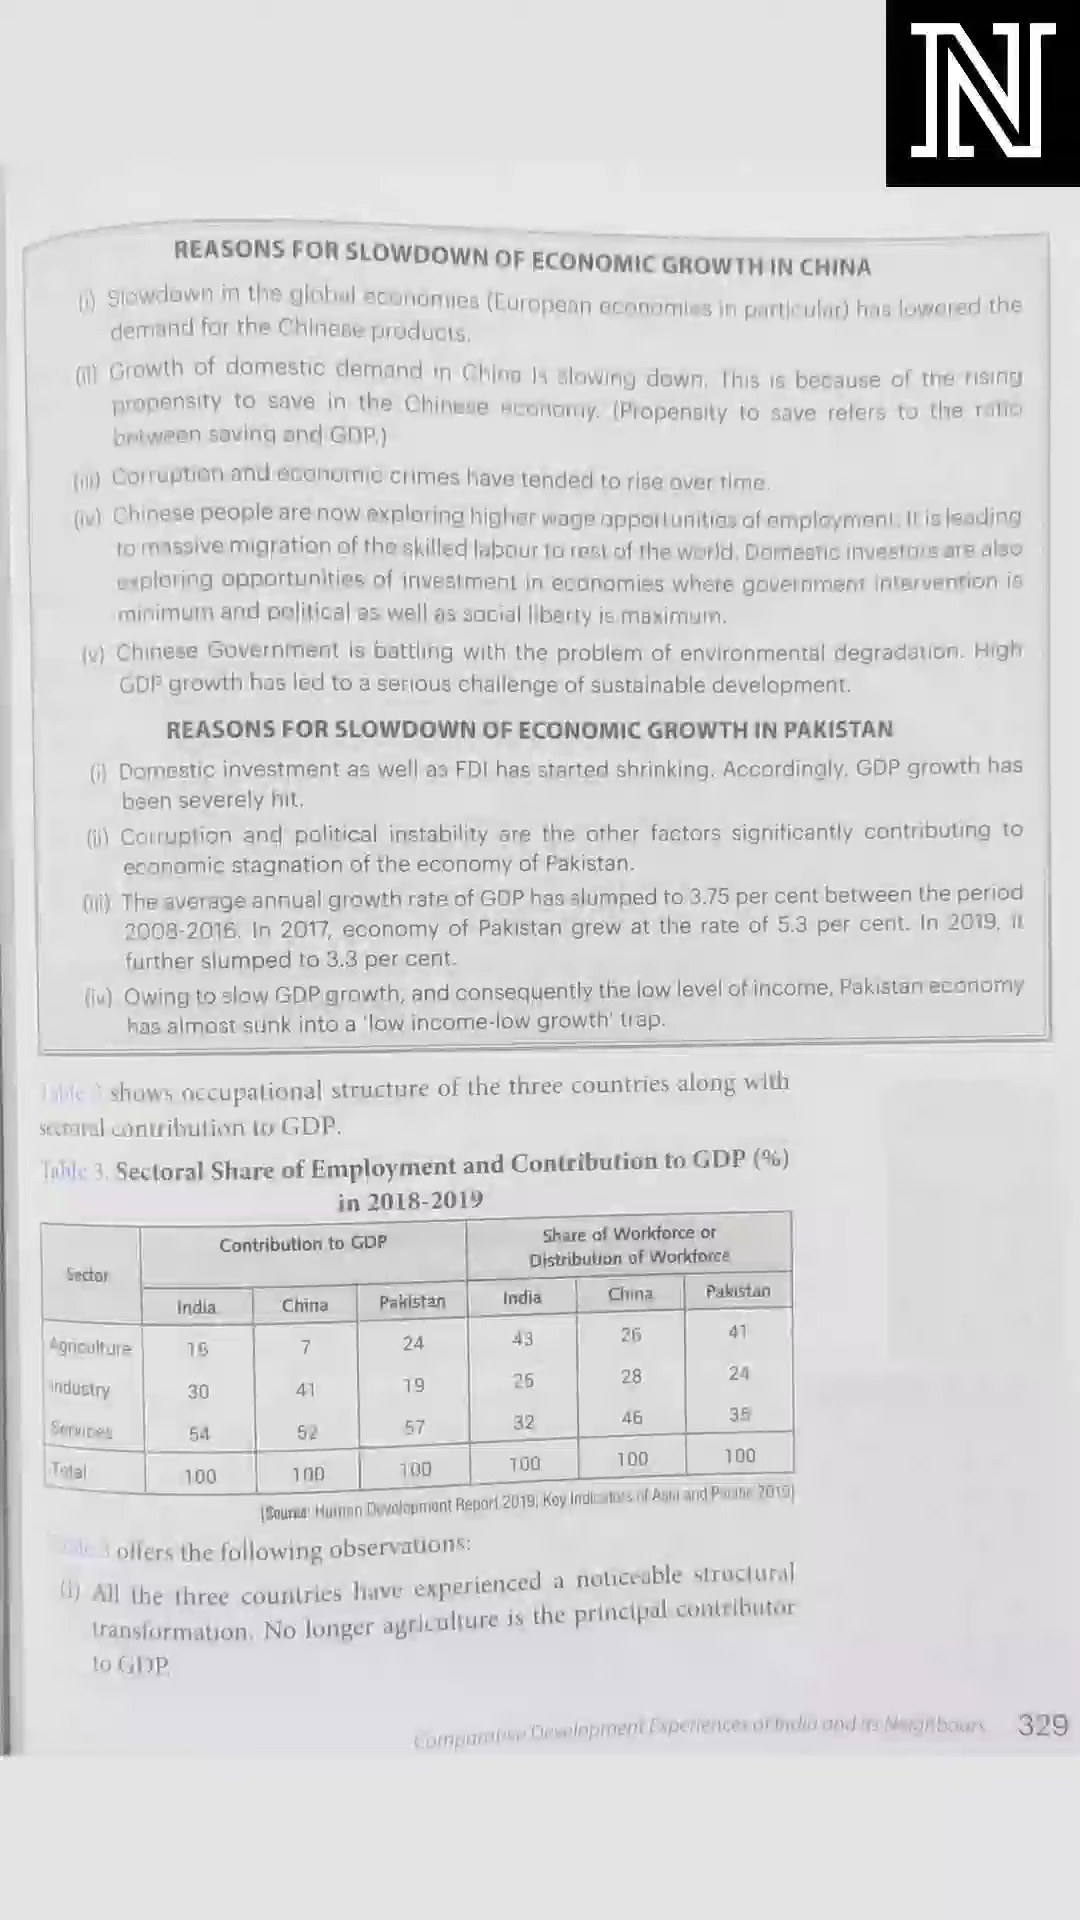 N
REASONS FOR SLOWDOWN OF ECONOMIC GROWTH IN CHINA
(i) Slowdown in the global economies (European economies in particular) has lowered the
demand for the Chinese products.
(ii) Growth of domestic demand in China is slowing down. This is because of the rising
propensity to save in the Chinese economy. (Propensity to save refers to the ratio
between saving and GDP.)
(iii) Corruption and economic crimes have tended to rise over time.
(iv) Chinese people are now exploring higher wage opportunities of employment. It is leading
to massive migration of the skilled labour to rest of the world. Domestic investors are also
exploring opportunities of investment in economies where government intervention is
minimum and political as well as social liberty is maximum.
(v) Chinese Government is battling with the problem of environmental degradation. High
GDP growth has led to a serious challenge of sustainable development.
REASONS FOR SLOWDOWN OF ECONOMIC GROWTH IN PAKISTAN
(i) Domestic investment as well as FDI has started shrinking. Accordingly, GDP growth has
been severely hit.
(ii) Corruption and political instability are the other factors significantly contributing to
economic stagnation of the economy of Pakistan.
(iii) The average annual growth rate of GDP has slumped to 3.75 per cent between the period
2008-2016. In 2017, economy of Pakistan grew at the rate of 5.3 per cent. In 2019, it
further slumped to 3.3 per cent.
(iv) Owing to slow GDP growth, and consequently the low level of income, Pakistan economy
has almost sunk into a 'low income-low growth' trap.
Table 3 shows occupational structure of the three countries along with
sectoral contribution to GDP.
Table 3. Sectoral Share of Employment and Contribution to GDP (%)
in 2018-2019
Sector Contribution to GDP Share of Workforce or
Distribution of Workforce
India China Pakistan India China Pakistan
Agriculture 16 7 24 43 26 41
Industry 30 41 19 25 28 24
Services 54 52 57 32 46 35
Total 100 100 100 100 100 100
(Source: Human Development Report 2019; Key Indicators of Asia and Pacific 2019)
Table 3 offers the following observations:
(i) All the three countries have experienced a noticeable structural
transformation. No longer agriculture is the principal contributor
to GDP.
Comparative Development Experiences of India and its Neighbours 329